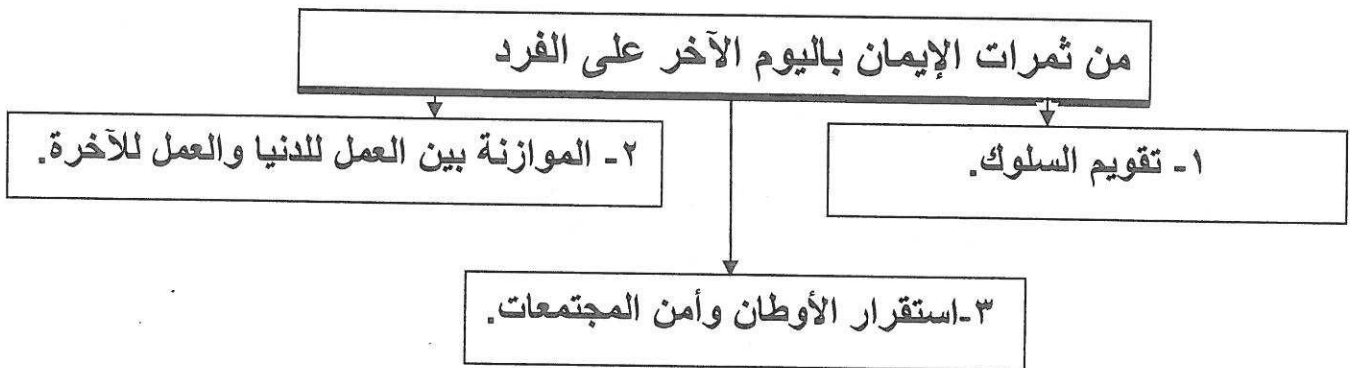 من ثمرات الإيمان باليوم الآخر على الفرد
١- تقويم السلوك.
٢- الموازنة بين العمل للدنيا والعمل للآخرة.
٣-استقرار الأوطان وأمن المجتمعات.